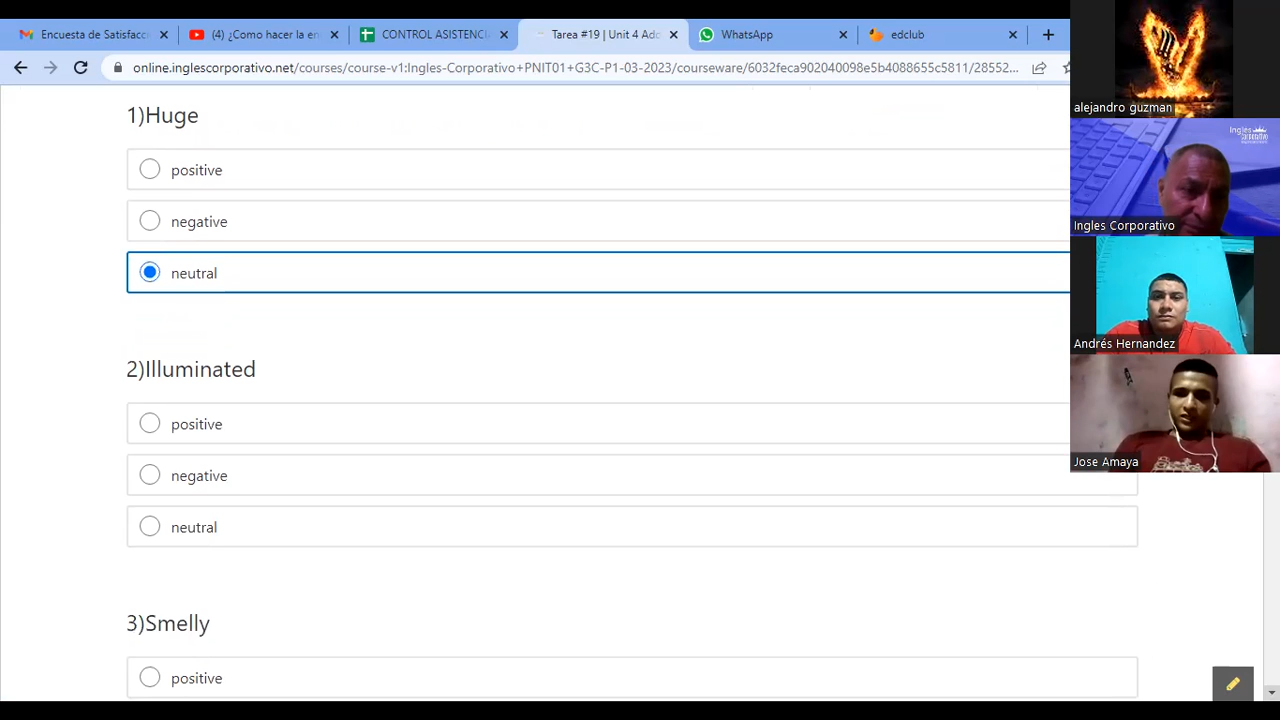 Encuesta de Satisfacc
(4) ¿Como hacer la en
CONTROL ASISTENCI
Tarea #19 | Unit 4 Adc
WhatsApp
edclub
online.inglescorporativo.net/courses/course-v1:Ingles-Corporativo+PNIT01+G3C-P1-03-2023/courseware/6032feca902040098e5b4088655c5811/28552...
1)Huge
positive
negative
neutral
2)Illuminated
positive
negative
neutral
3)Smelly
positive
alejandro guzman
Ingles
Ingles Corporativo
Andrés Hernandez
Jose Amaya